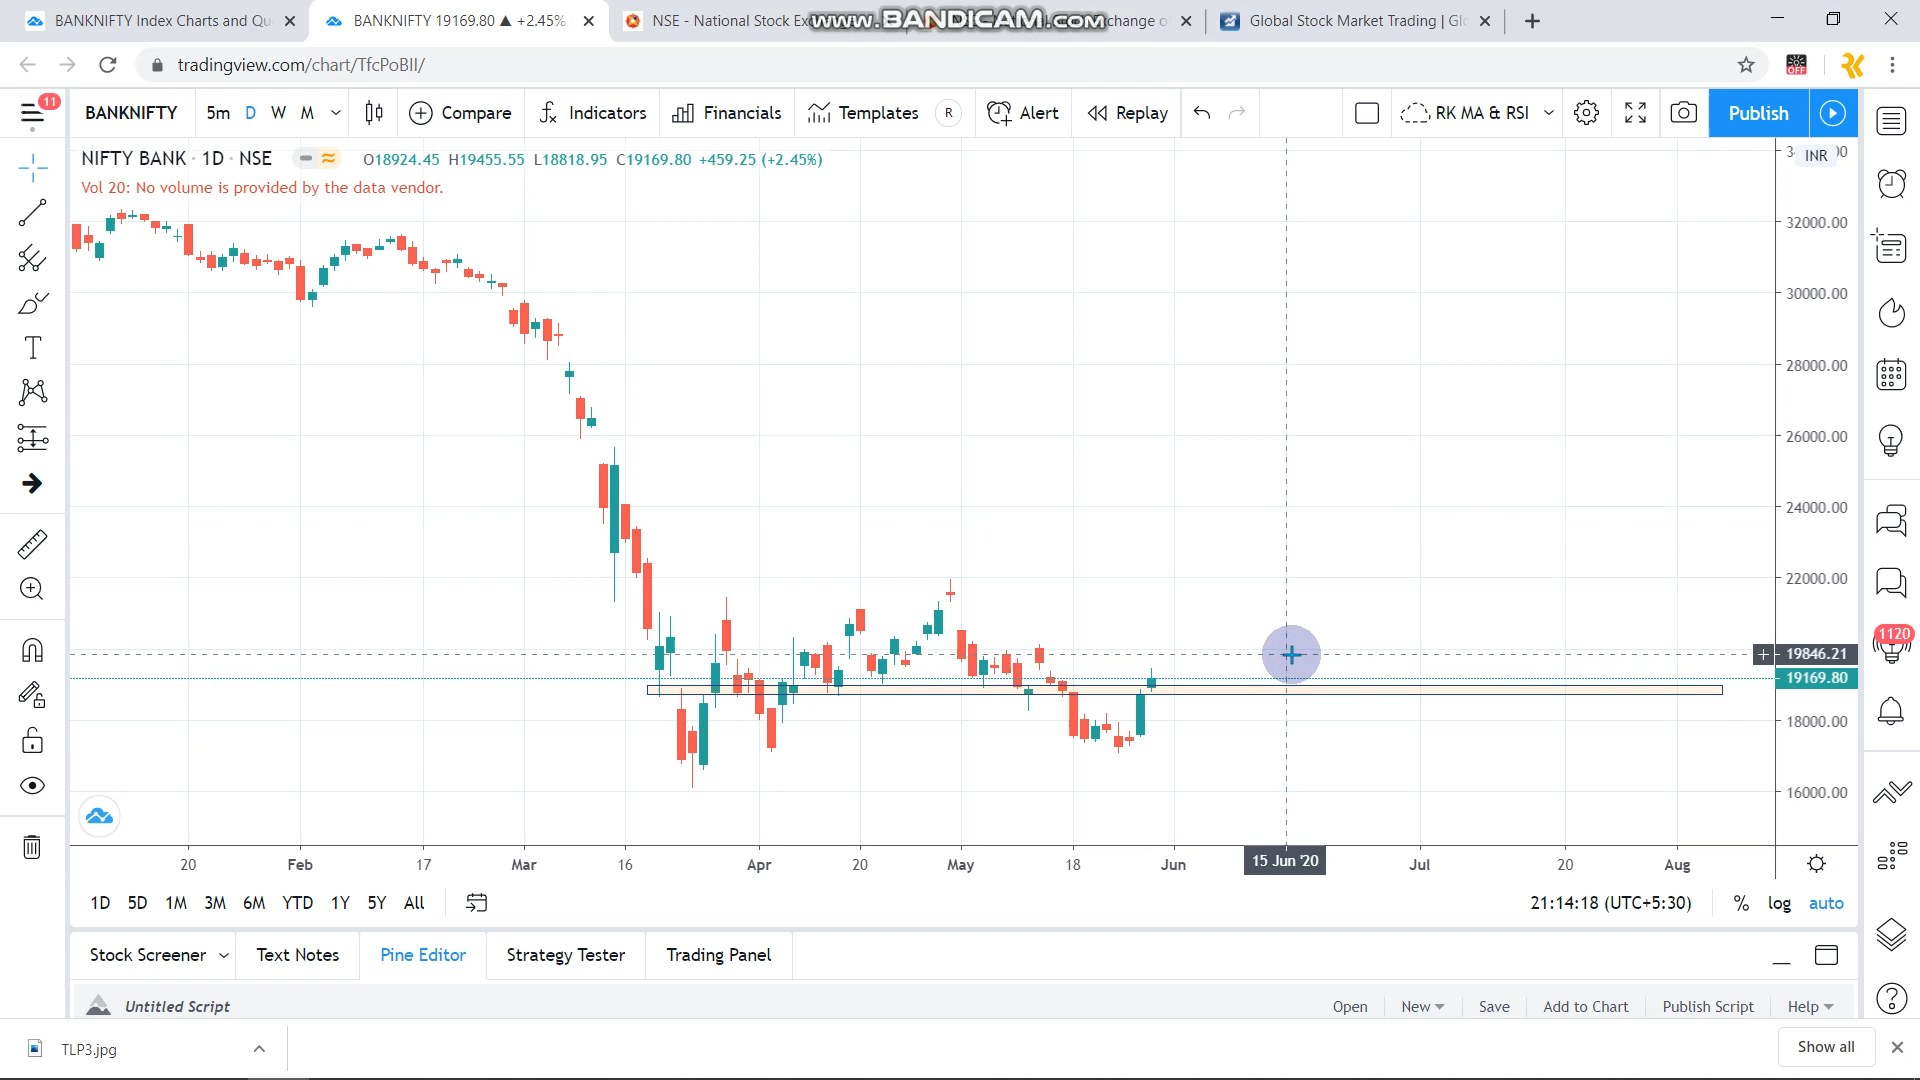 BANKNIFTY Index Charts and Qu
BANKNIFTY 19169.80 ▲ +2.45%
NSE - National Stock Ex
change o
Global Stock Market Trading | Gl
www.BANDICAM.com
tradingview.com/chart/TfcPoBII/
OFF
11
BANKNIFTY
5m D W M
Compare
Indicators
Financials
Templates
R
Alert
Replay
RK MA & RSI
Publish
NIFTY BANK · 1D · NSE
O18924.45 H19455.55 L18818.95 C19169.80 +459.25 (+2.45%)
INR
Vol 20: No volume is provided by the data vendor.
32000.00
30000.00
28000.00
26000.00
24000.00
22000.00
1120
19846.21
19169.80
18000.00
16000.00
20 Feb 17 Mar 16 Apr 20 May 18 Jun 15 Jun '20 Jul 20 Aug
1D 5D 1M 3M 6M YTD 1Y 5Y All
21:14:18 (UTC+5:30) % log auto
Stock Screener Text Notes Pine Editor Strategy Tester Trading Panel
Untitled Script
Open New Save Add to Chart Publish Script Help
TLP3.jpg
Show all